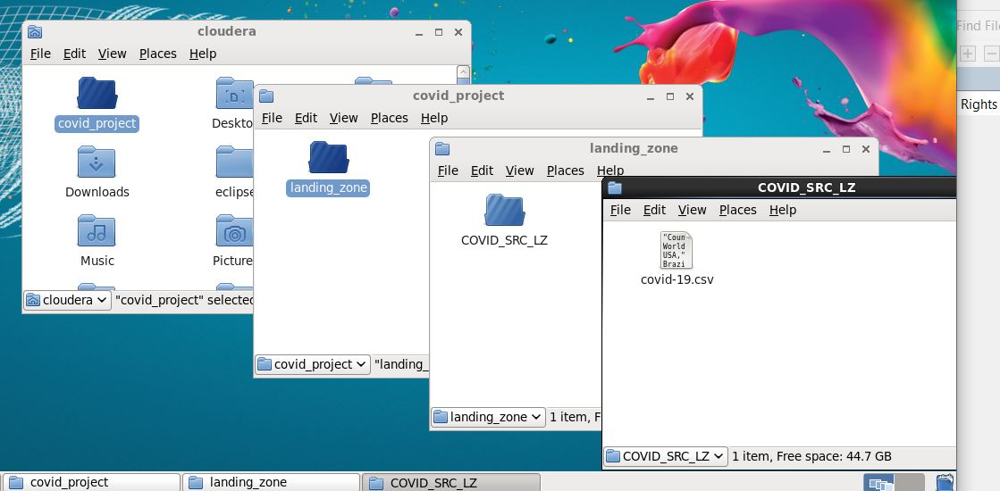 cloudera
File Edit View Places Help
covid_project
Deskto
Downloads
eclipse
Music
Picture
cloudera
"covid_project" selected
covid_project
File Edit View Places Help
landing_zone
covid_project
"landing_
landing_zone
File Edit View Places Help
COVID_SRC_LZ
landing_zone
1 item, F
COVID_SRC_LZ
File Edit View Places Help
"Coun
World
USA,"
Brazi
covid-19.csv
COVID_SRC_LZ
1 item, Free space: 44.7 GB
Find File
Rights
covid_project
landing_zone
COVID_SRC_LZ